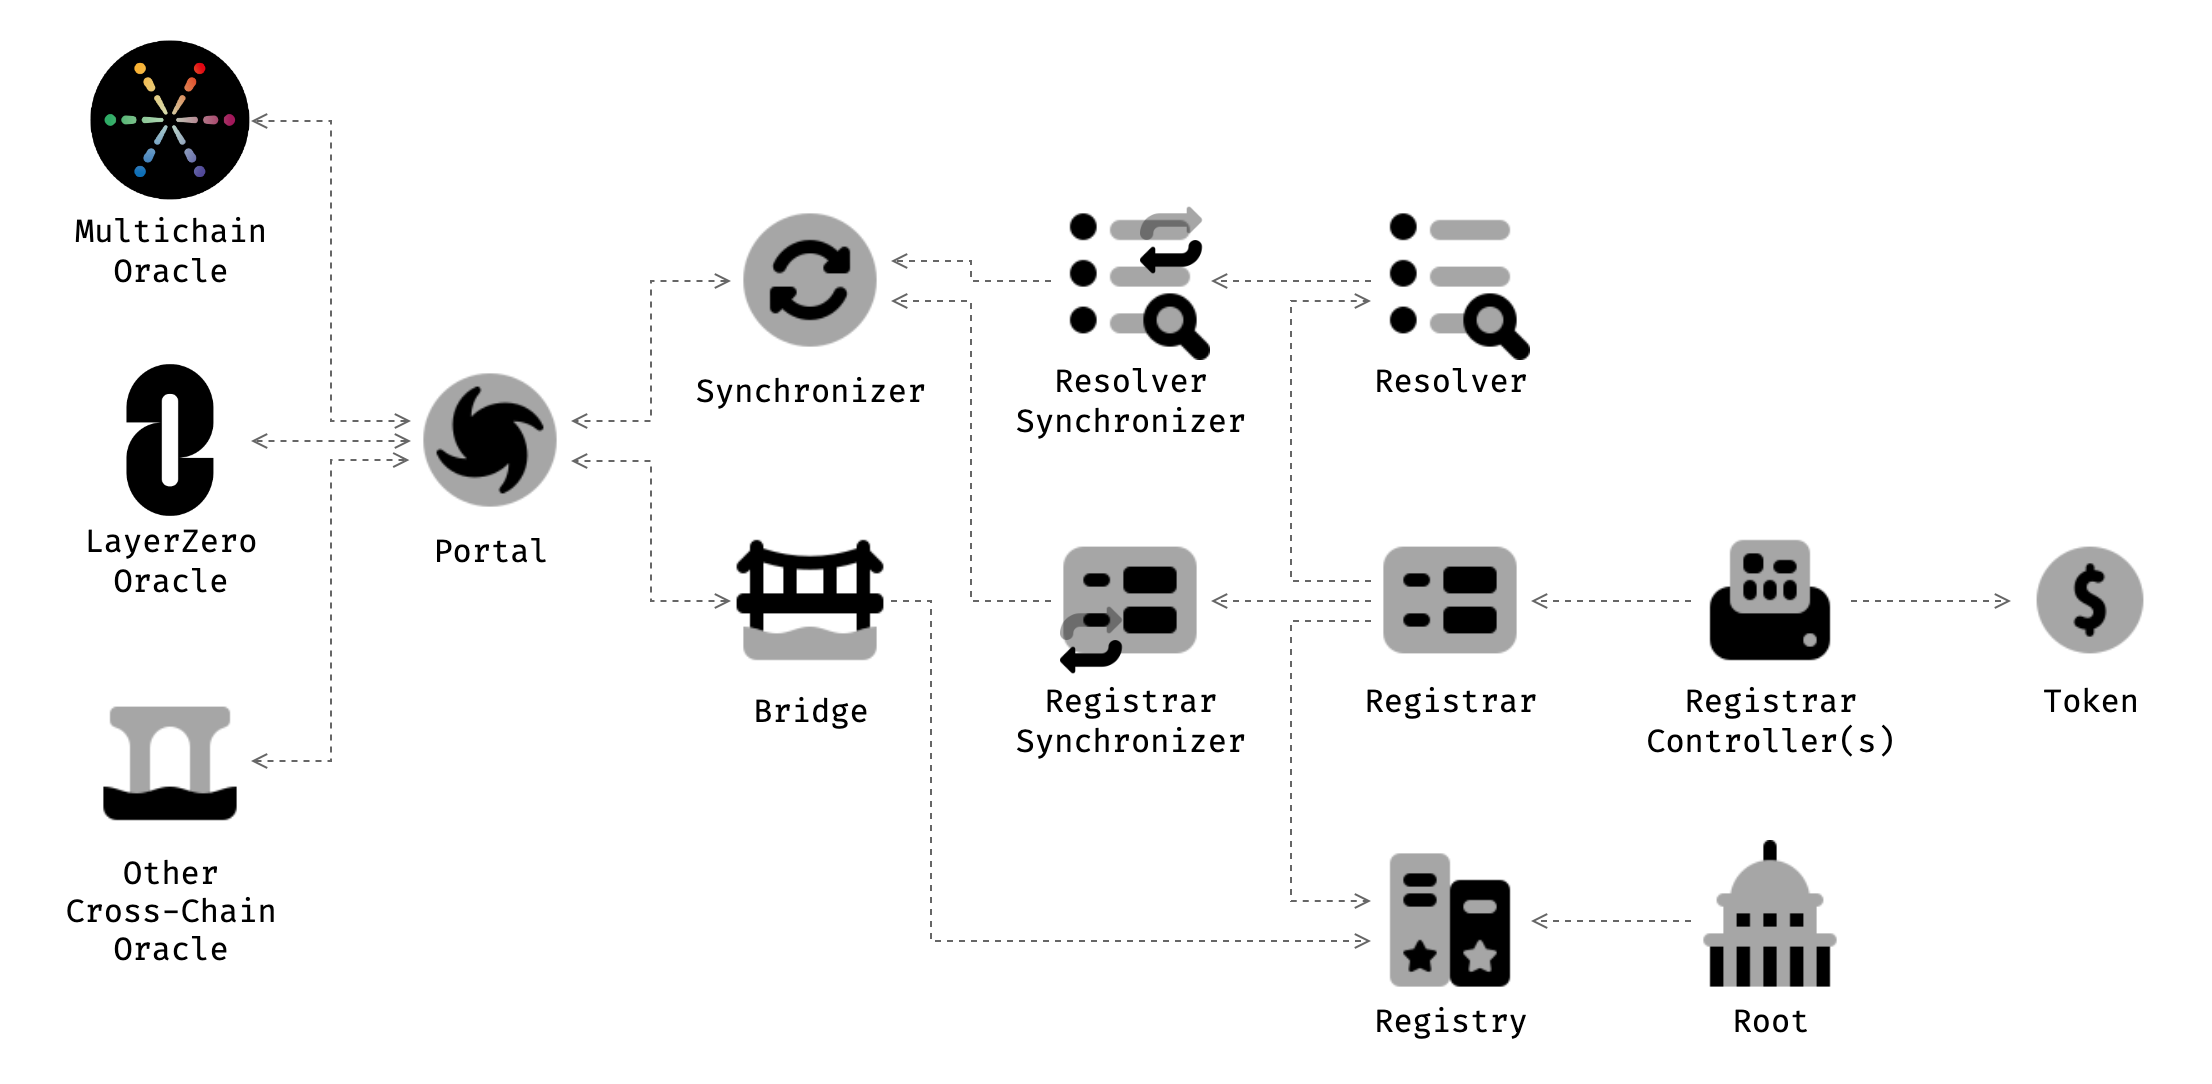 Multichain
Oracle
LayerZero
Oracle
Other
Cross-Chain
Oracle
Portal
Synchronizer
Bridge
Resolver
Synchronizer
Registrar
Synchronizer
Resolver
Registrar
Registry
Registrar
Controller(s)
Root
Token